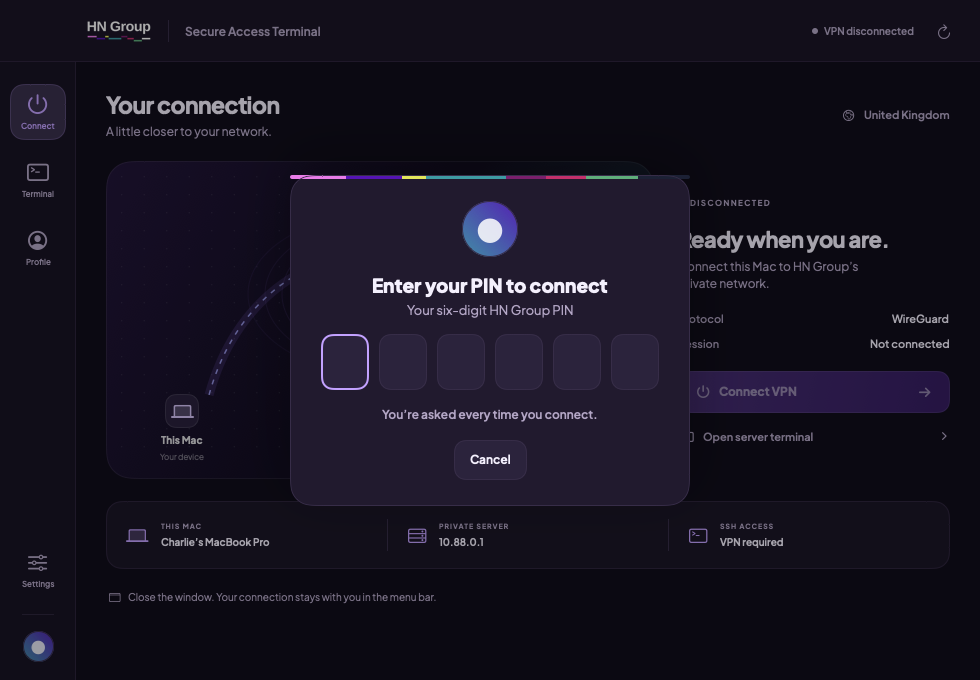 HN Group
Secure Access Terminal
VPN disconnected
Connect
Terminal
Profile
Settings
Your connection
A little closer to your network.
United Kingdom
This Mac
Your device
Enter your PIN to connect
Your six-digit HN Group PIN
You're asked every time you connect.
Cancel
DISCONNECTED
eady when you are.
onnect this Mac to HN Group's
ivate network.
otocol
WireGuard
ession
Not connected
Connect VPN
Open server terminal
THIS MAC
Charlie's MacBook Pro
PRIVATE SERVER
10.88.0.1
SSH ACCESS
VPN required
Close the window. Your connection stays with you in the menu bar.